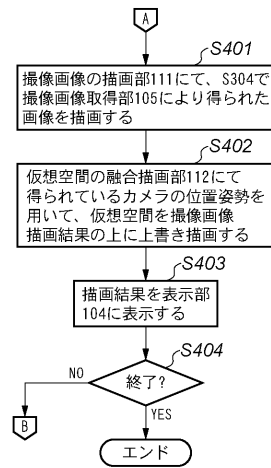 A
S401
撮像画像の描画部111にて、S304で
撮像画像取得部105により得られた
画像を描画する
S402
仮想空間の融合描画部112にて
得られているカメラの位置姿勢を
用いて、仮想空間を撮像画像
描画結果の上に上書き描画する
S403
描画結果を表示部
104に表示する
S404
終了?
NO
YES
B
エンド